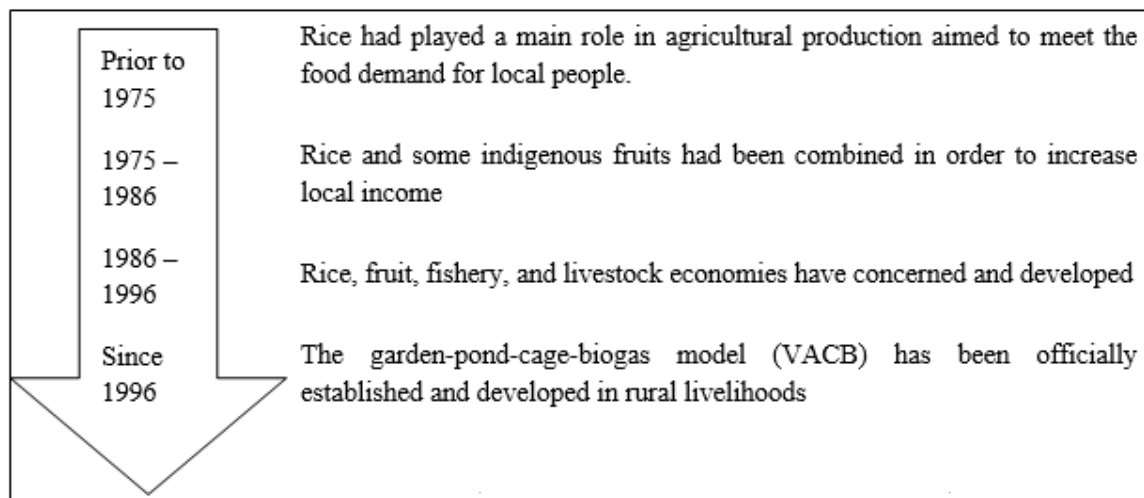 Prior to
1975
Rice had played a main role in agricultural production aimed to meet the
food demand for local people.
1975 –
1986
Rice and some indigenous fruits had been combined in order to increase
local income
1986 –
1996
Rice, fruit, fishery, and livestock economies have concerned and developed
Since
1996
The garden-pond-cage-biogas model (VACB) has been officially
established and developed in rural livelihoods